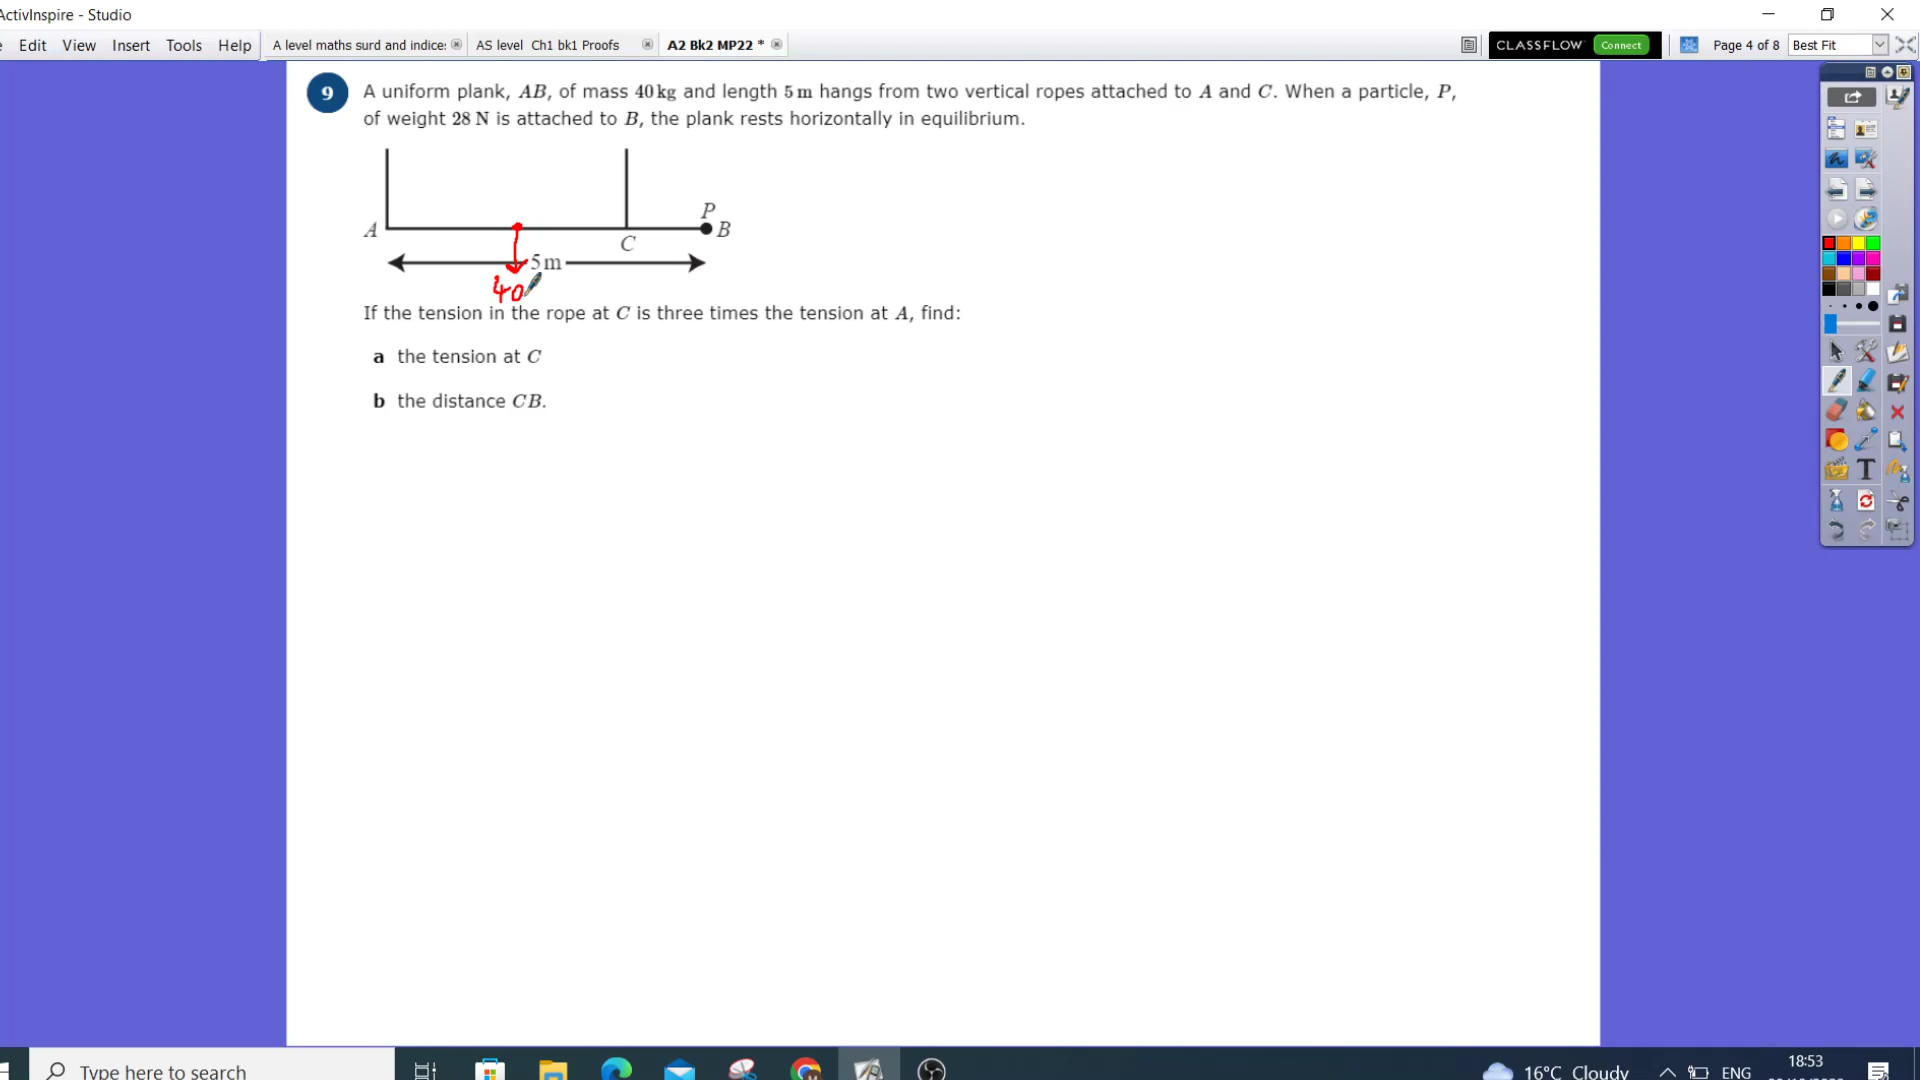 ActivInspire - Studio
Edit View Insert Tools Help
A level maths surd and indice:
AS level Ch1 bk1 Proofs
A2 Bk2 MP22 *
CLASSFLOW Connect
Page 4 of 8
Best Fit
9 A uniform plank, AB, of mass 40 kg and length 5 m hangs from two vertical ropes attached to A and C. When a particle, P,
of weight 28 N is attached to B, the plank rests horizontally in equilibrium.
P
A
B
C
5 m
40
If the tension in the rope at C is three times the tension at A, find:
a the tension at C
b the distance CB.
T
Type here to search
16°C Cloudy
ENG
18:53